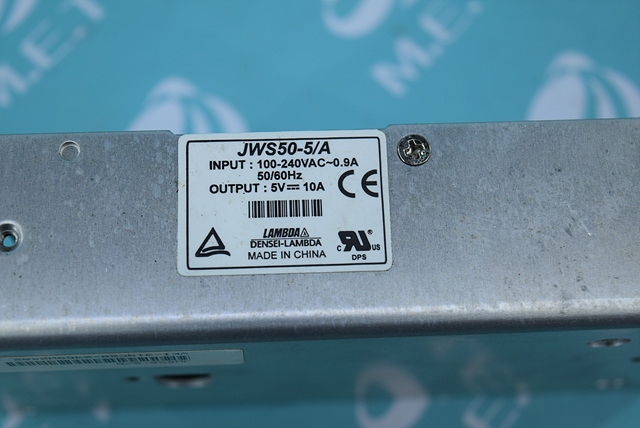 M.E.T
M.E.T
JWS50-5/A
INPUT : 100-240VAC~0.9A
50/60Hz
OUTPUT : 5V⎓ 10A
CE
LAMBDA
DENSEI-LAMBDA
MADE IN CHINA
C RU® US
DPS